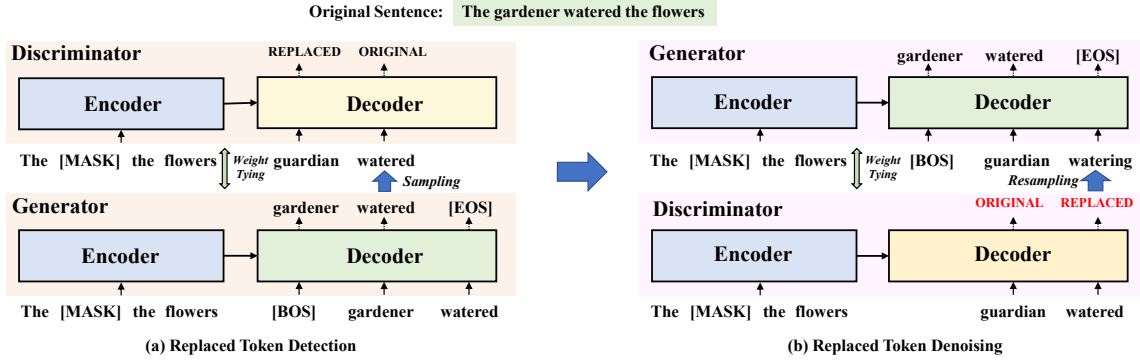 Original Sentence: The gardener watered the flowers
Discriminator
REPLACED ORIGINAL
Encoder
Decoder
The [MASK] the flowers
Weight
Tying
guardian watered
Sampling
Generator
gardener watered [EOS]
Encoder
Decoder
The [MASK] the flowers
[BOS] gardener watered
(a) Replaced Token Detection
Generator
gardener watered [EOS]
Encoder
Decoder
The [MASK] the flowers
Weight
Tying
[BOS] guardian watering
Resampling
Discriminator
ORIGINAL REPLACED
Encoder
Decoder
The [MASK] the flowers
guardian watered
(b) Replaced Token Denoising